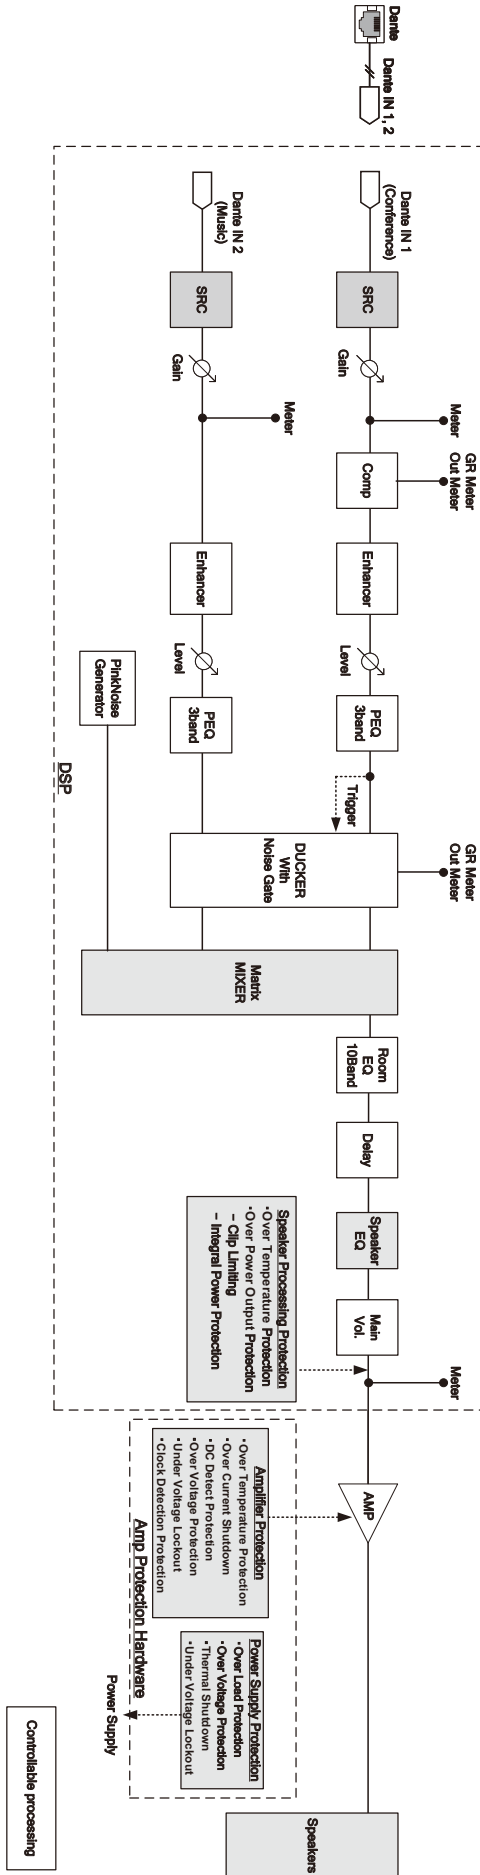 Dante
Dante IN 1, 2
Dante IN 1
(Conference)
SRC
Gain
Meter
Comp
GR Meter
Out Meter
Enhancer
Level
PEQ
3band
Trigger
GR Meter
Out Meter
Dante IN 2
(Music)
SRC
Gain
Meter
Enhancer
Level
PEQ
3band
PinkNoise
Generator
DSP
DUCKER
With
Noise Gate
Matrix
MIXER
Room
EQ
10Band
Delay
Speaker
EQ
Main
Vol.
Meter
Speaker Processing Protection
•Over Temperature Protection
•Over Power Output Protection
– Clip Limiting
– Integral Power Protection
AMP
Amplifier Protection
•Over Temperature Protection
•Over Current Shutdown
•DC Detect Protection
•Over Voltage Protection
•Under Voltage Lockout
•Clock Detection Protection
Power Supply Protection
•Over Load Protection
•Over Voltage Protection
•Thermal Shutdown
•Under Voltage Lockout
Amp Protection Hardware
Power Supply
Speakers
Controllable processing